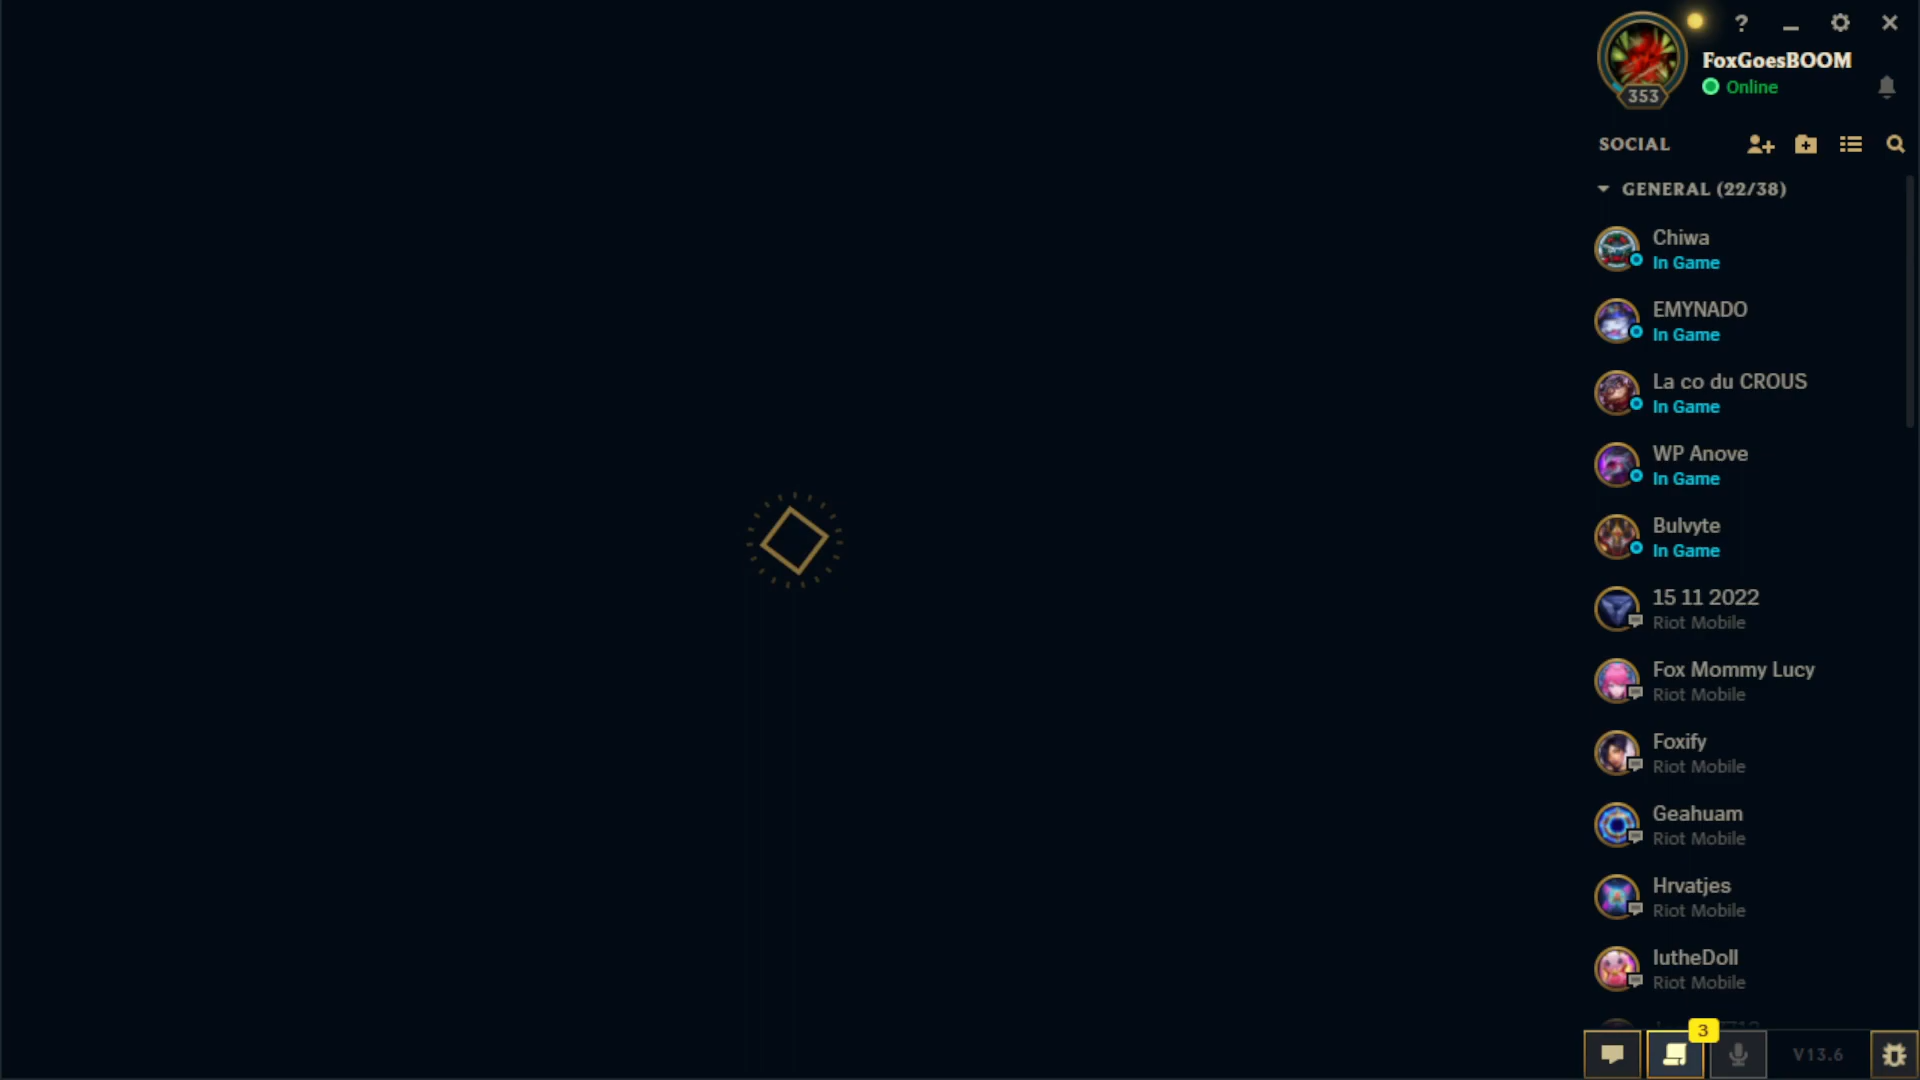 ?
FoxGoesBOOM
Online
353
SOCIAL
GENERAL (22/38)
Chiwa
In Game
EMYNADO
In Game
La co du CROUS
In Game
WP Anove
In Game
Bulvyte
In Game
15 11 2022
Riot Mobile
Fox Mommy Lucy
Riot Mobile
Foxify
Riot Mobile
Geahuam
Riot Mobile
Hrvatjes
Riot Mobile
Riot Mobile
3
V13.6